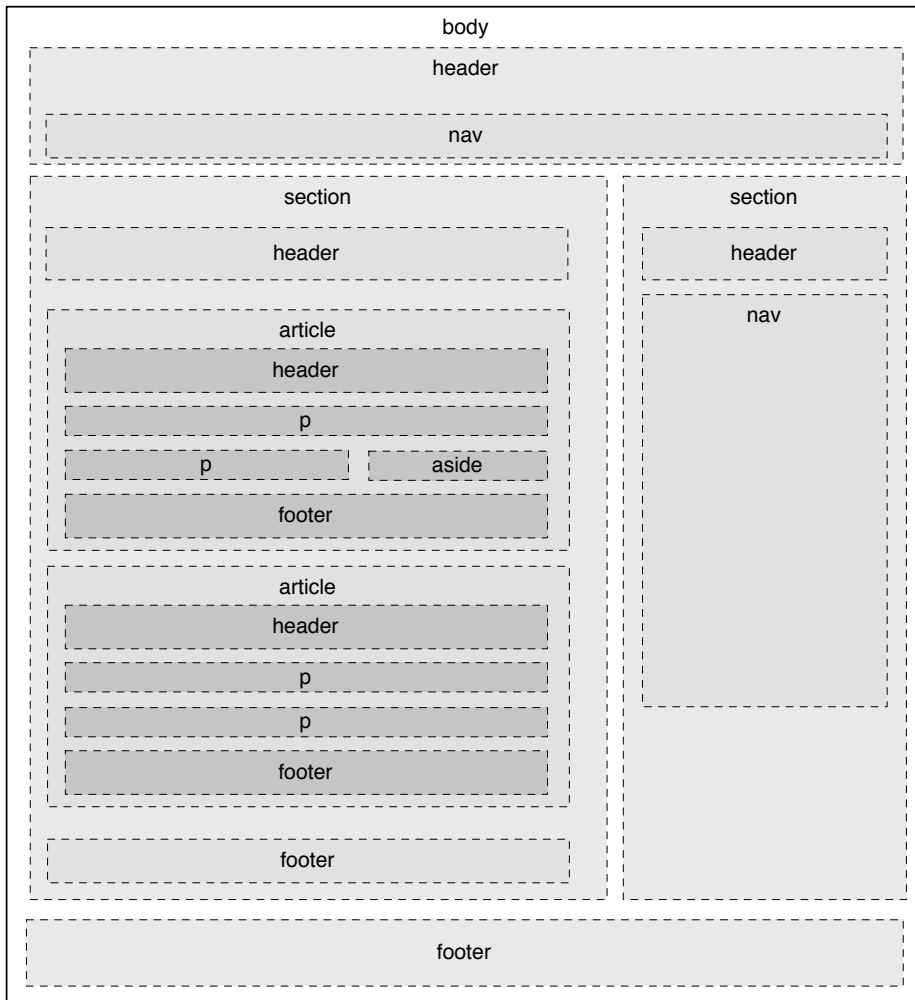 body
header
nav
section
header
article
header
p
p
aside
footer
article
header
p
p
footer
footer
section
header
nav
footer